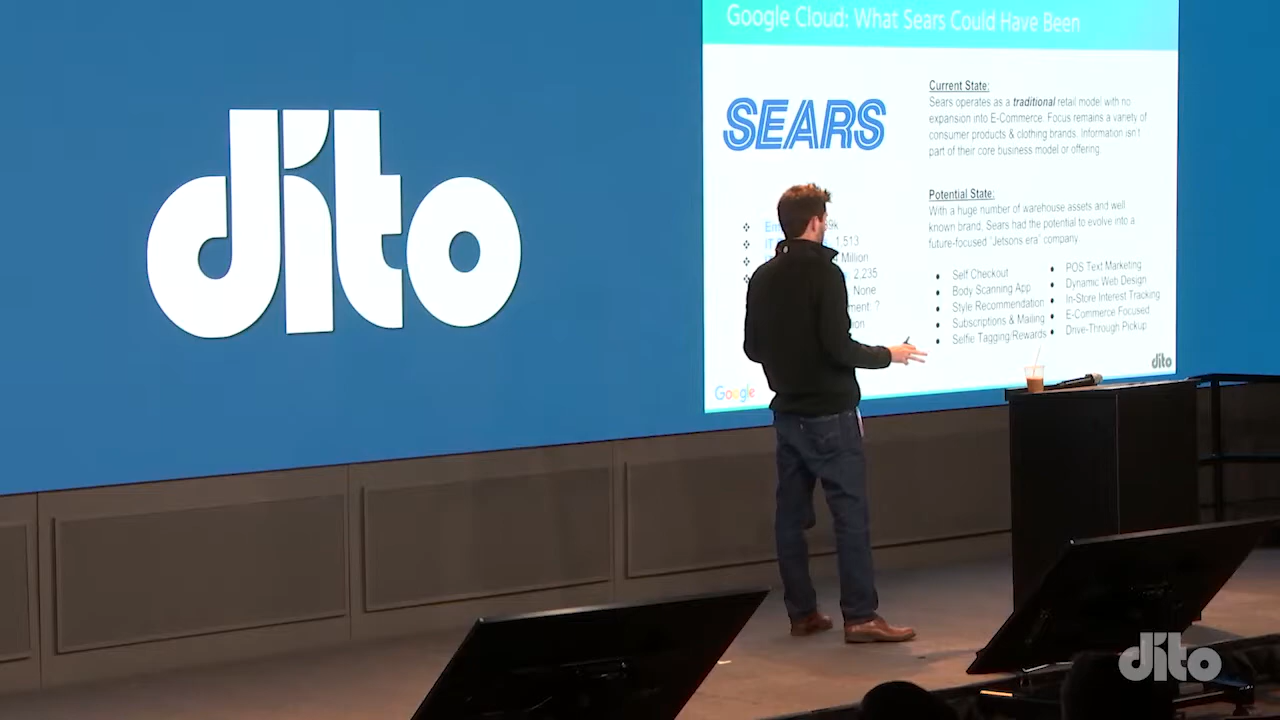 dito
Google Cloud: What Sears Could Have Been
SEARS
Current State:
Sears operates as a traditional retail model with no
expansion into E-Commerce. Focus remains a variety of
consumer products & clothing brands. Information isn't
part of their core business model or offering.
Potential State:
With a huge number of warehouse assets and well
known brand, Sears had the potential to evolve into a
future-focused 'Jetsons era' company
IT
1,513
Million
2,235
None
?
Self Checkout
Body Scanning App
Style Recommendation
Subscriptions & Mailing
Selfie Tagging/Rewards
POS Text Marketing
Dynamic Web Design
In-Store Interest Tracking
E-Commerce Focused
Drive-Through Pickup
Google
dito
dito